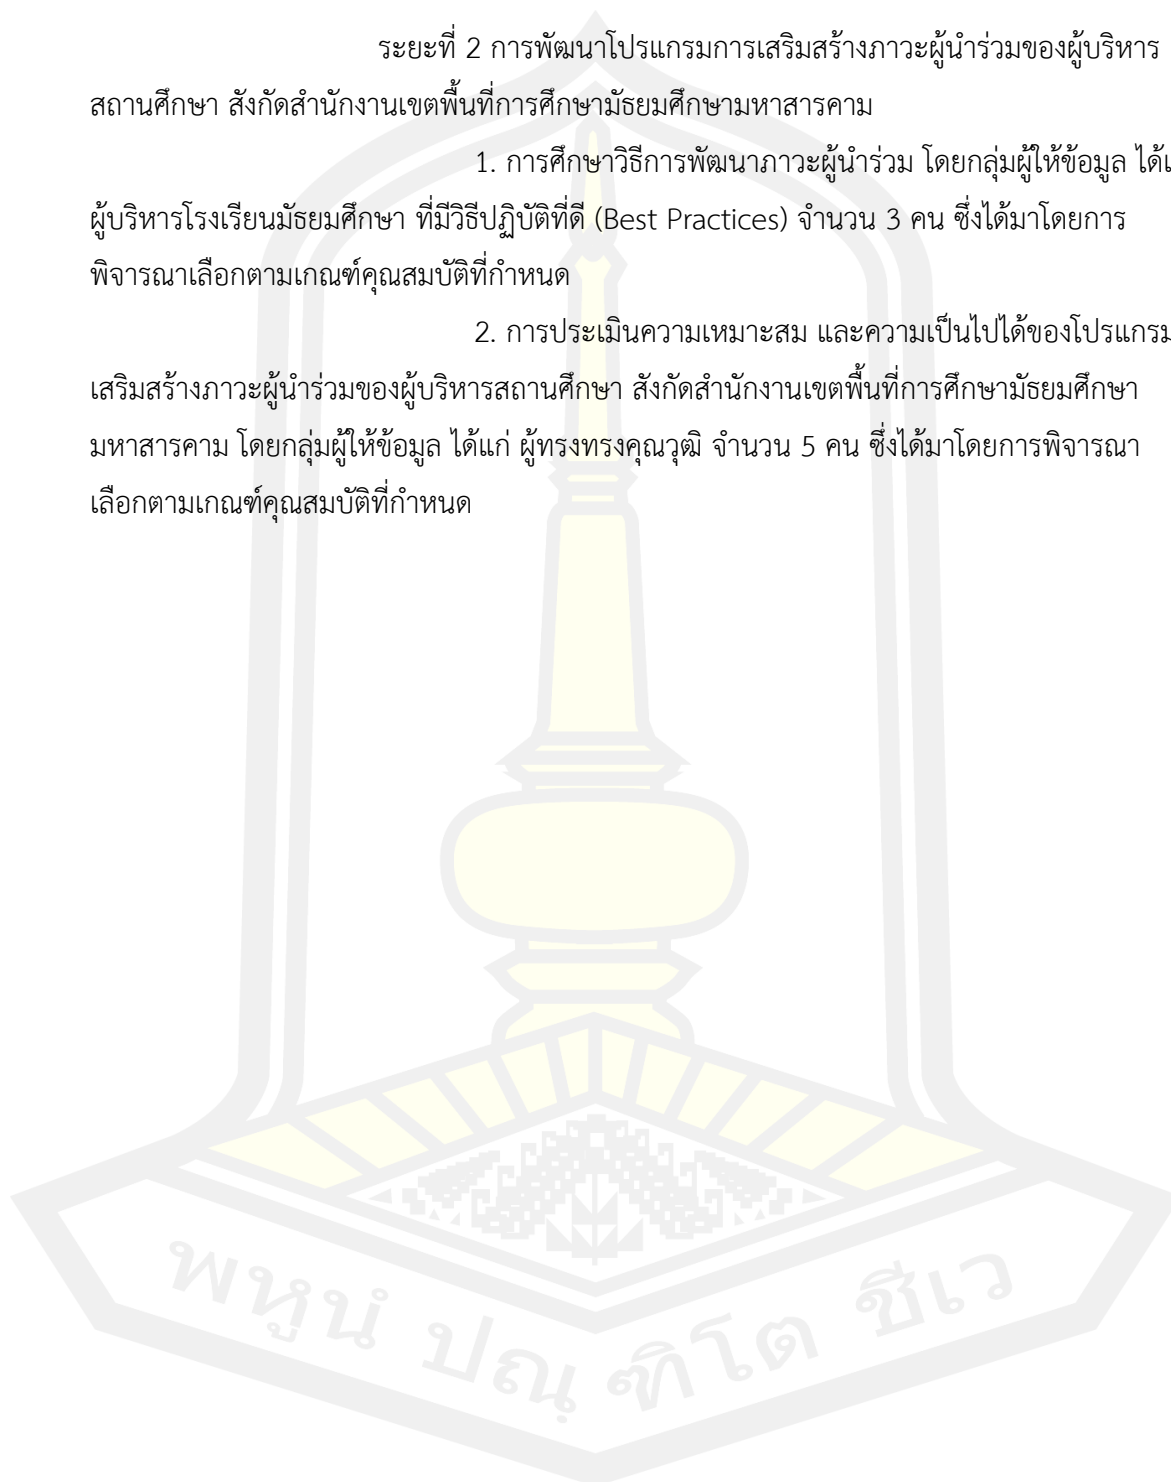 ระยะที่ 2 การพัฒนาโปรแกรมการเสริมสร้างภาวะผู้นำร่วมของผู้บริหาร
สถานศึกษา สังกัดสำนักงานเขตพื้นที่การศึกษามัธยมศึกษามหาสารคาม
1. การศึกษาวิธีการพัฒนาภาวะผู้นำร่วม โดยกลุ่มผู้ให้ข้อมูล
ผู้บริหารโรงเรียนมัธยมศึกษา ที่มีวิธีปฏิบัติที่ดี (Best Practices) จำนวน 3 คน ซึ่งได้มาโดยการ
พิจารณาเลือกตามเกณฑ์คุณสมบัติที่กำหนด
2. การประเมินความเหมาะสม และความเป็นไปได้ของโปรแกรม
เสริมสร้างภาวะผู้นำร่วมของผู้บริหารสถานศึกษา สังกัดสำนักงานเขตพื้นที่การศึกษามัธยมศึกษา
มหาสารคาม โดยกลุ่มผู้ให้ข้อมูล ได้แก่ ผู้ทรงทรงคุณวุฒิ จำนวน 5 คน ซึ่งได้มาโดยการพิจารณา
เลือกตามเกณฑ์คุณสมบัติที่กำหนด
พหูนํ ปณฺฑิโต ชีเว